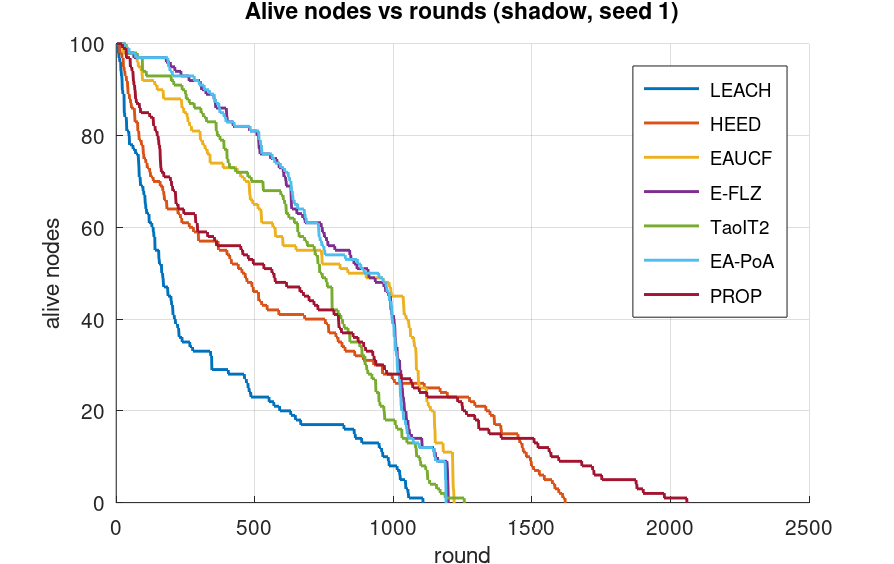 Alive nodes vs rounds (shadow, seed 1)
100
80
60
40
20
0
alive nodes
LEACH
HEED
EAUCF
E-FLZ
TaoIT2
EA-PoA
PROP
0 500 1000 1500 2000 2500
round